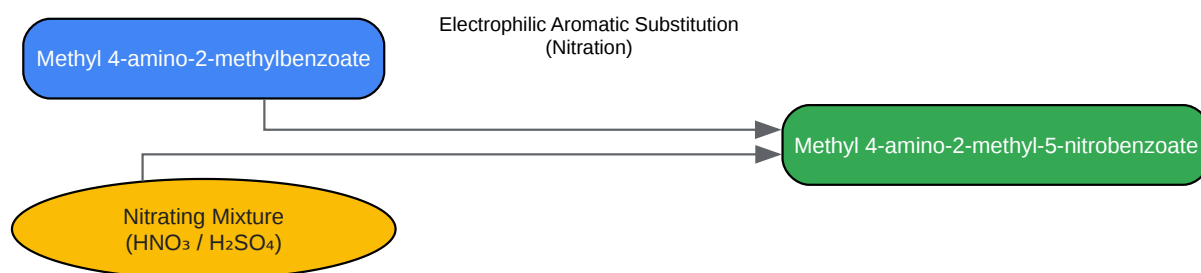 Electrophilic Aromatic Substitution
(Nitration)
Methyl 4-amino-2-methylbenzoate
Methyl 4-amino-2-methyl-5-nitrobenzoate
Nitrating Mixture
(HNO₃ / H₂SO₄)